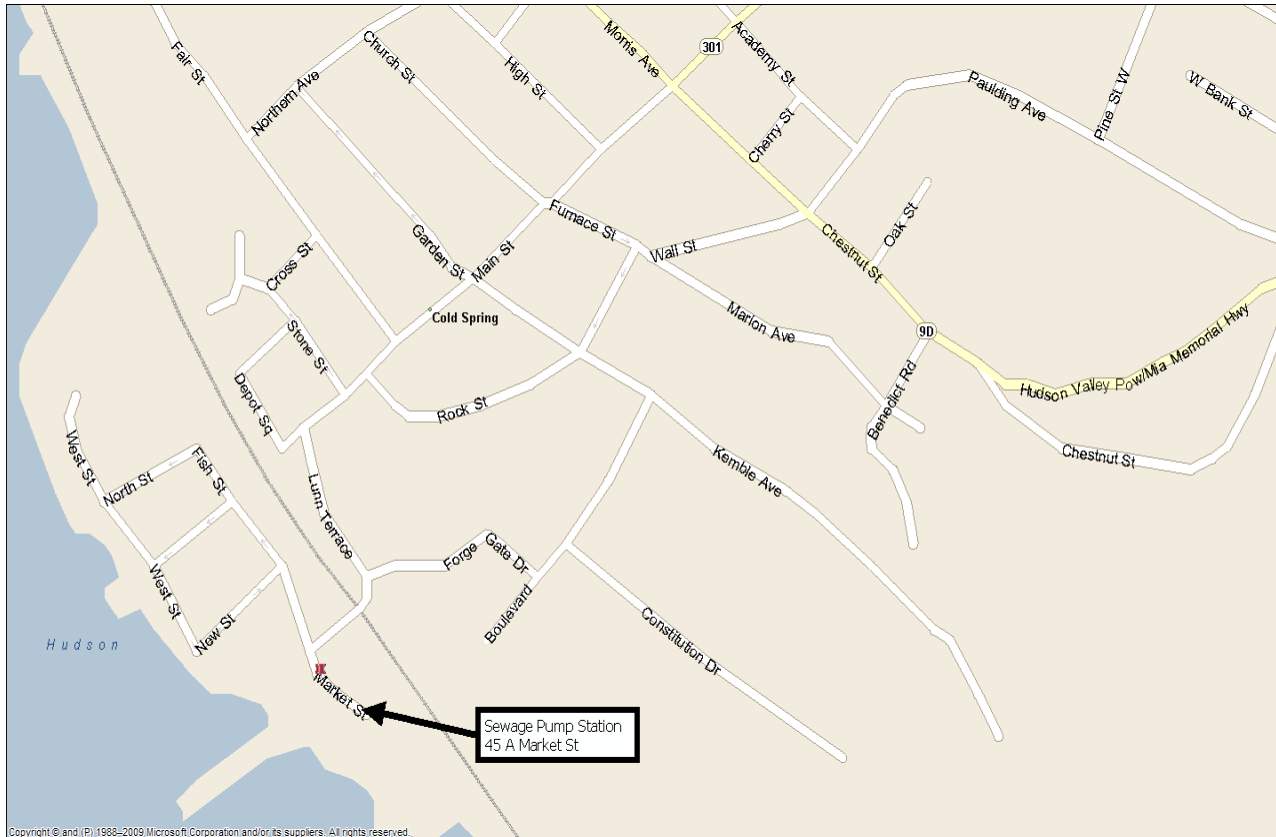 Fair St
Northern Ave
Church St
High St
Morris Ave
301
Academy St
Cherry St
Paulding Ave
Pine St W
W Bank St
Garden St
Main St
Furnace St
Wall St
Oak St
Chestnut St
Cross St
Cold Spring
Stone St
Depot Sq
Rock St
Marion Ave
9D
Benedict Rd
Hudson Valley Pow/Mia Memorial Hwy
Chestnut St
West St
North St
Fish St
Lunn Terrace
Kemble Ave
West St
New St
Forge Gate Dr
Boulevard
Constitution Dr
Hudson
Market St
Sewage Pump Station
45 A Market St
Copyright © and (P) 1988–2009 Microsoft Corporation and/or its suppliers. All rights reserved.